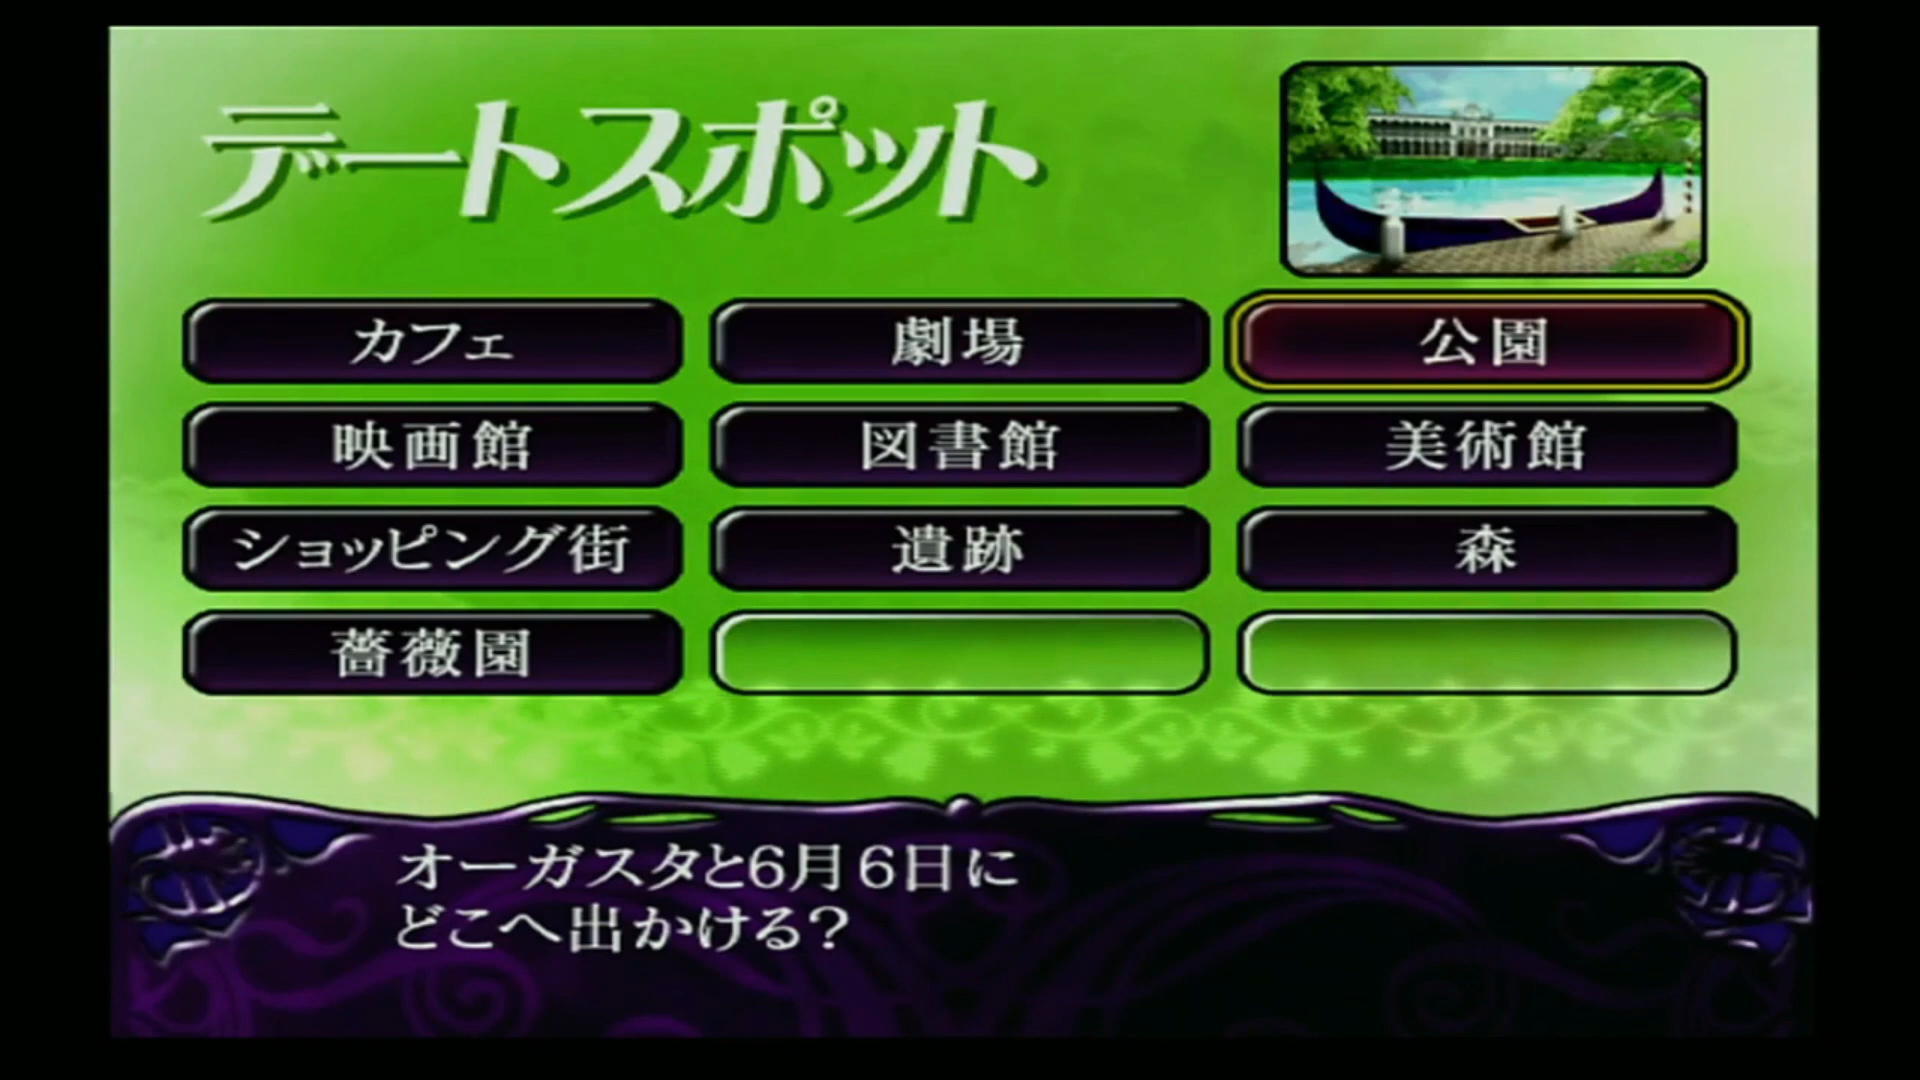 デートスポット
カフェ
劇場
公園
映画館
図書館
美術館
ショッピング街
遺跡
森
薔薇園
オーガスタと6月6日に
どこへ出かける？